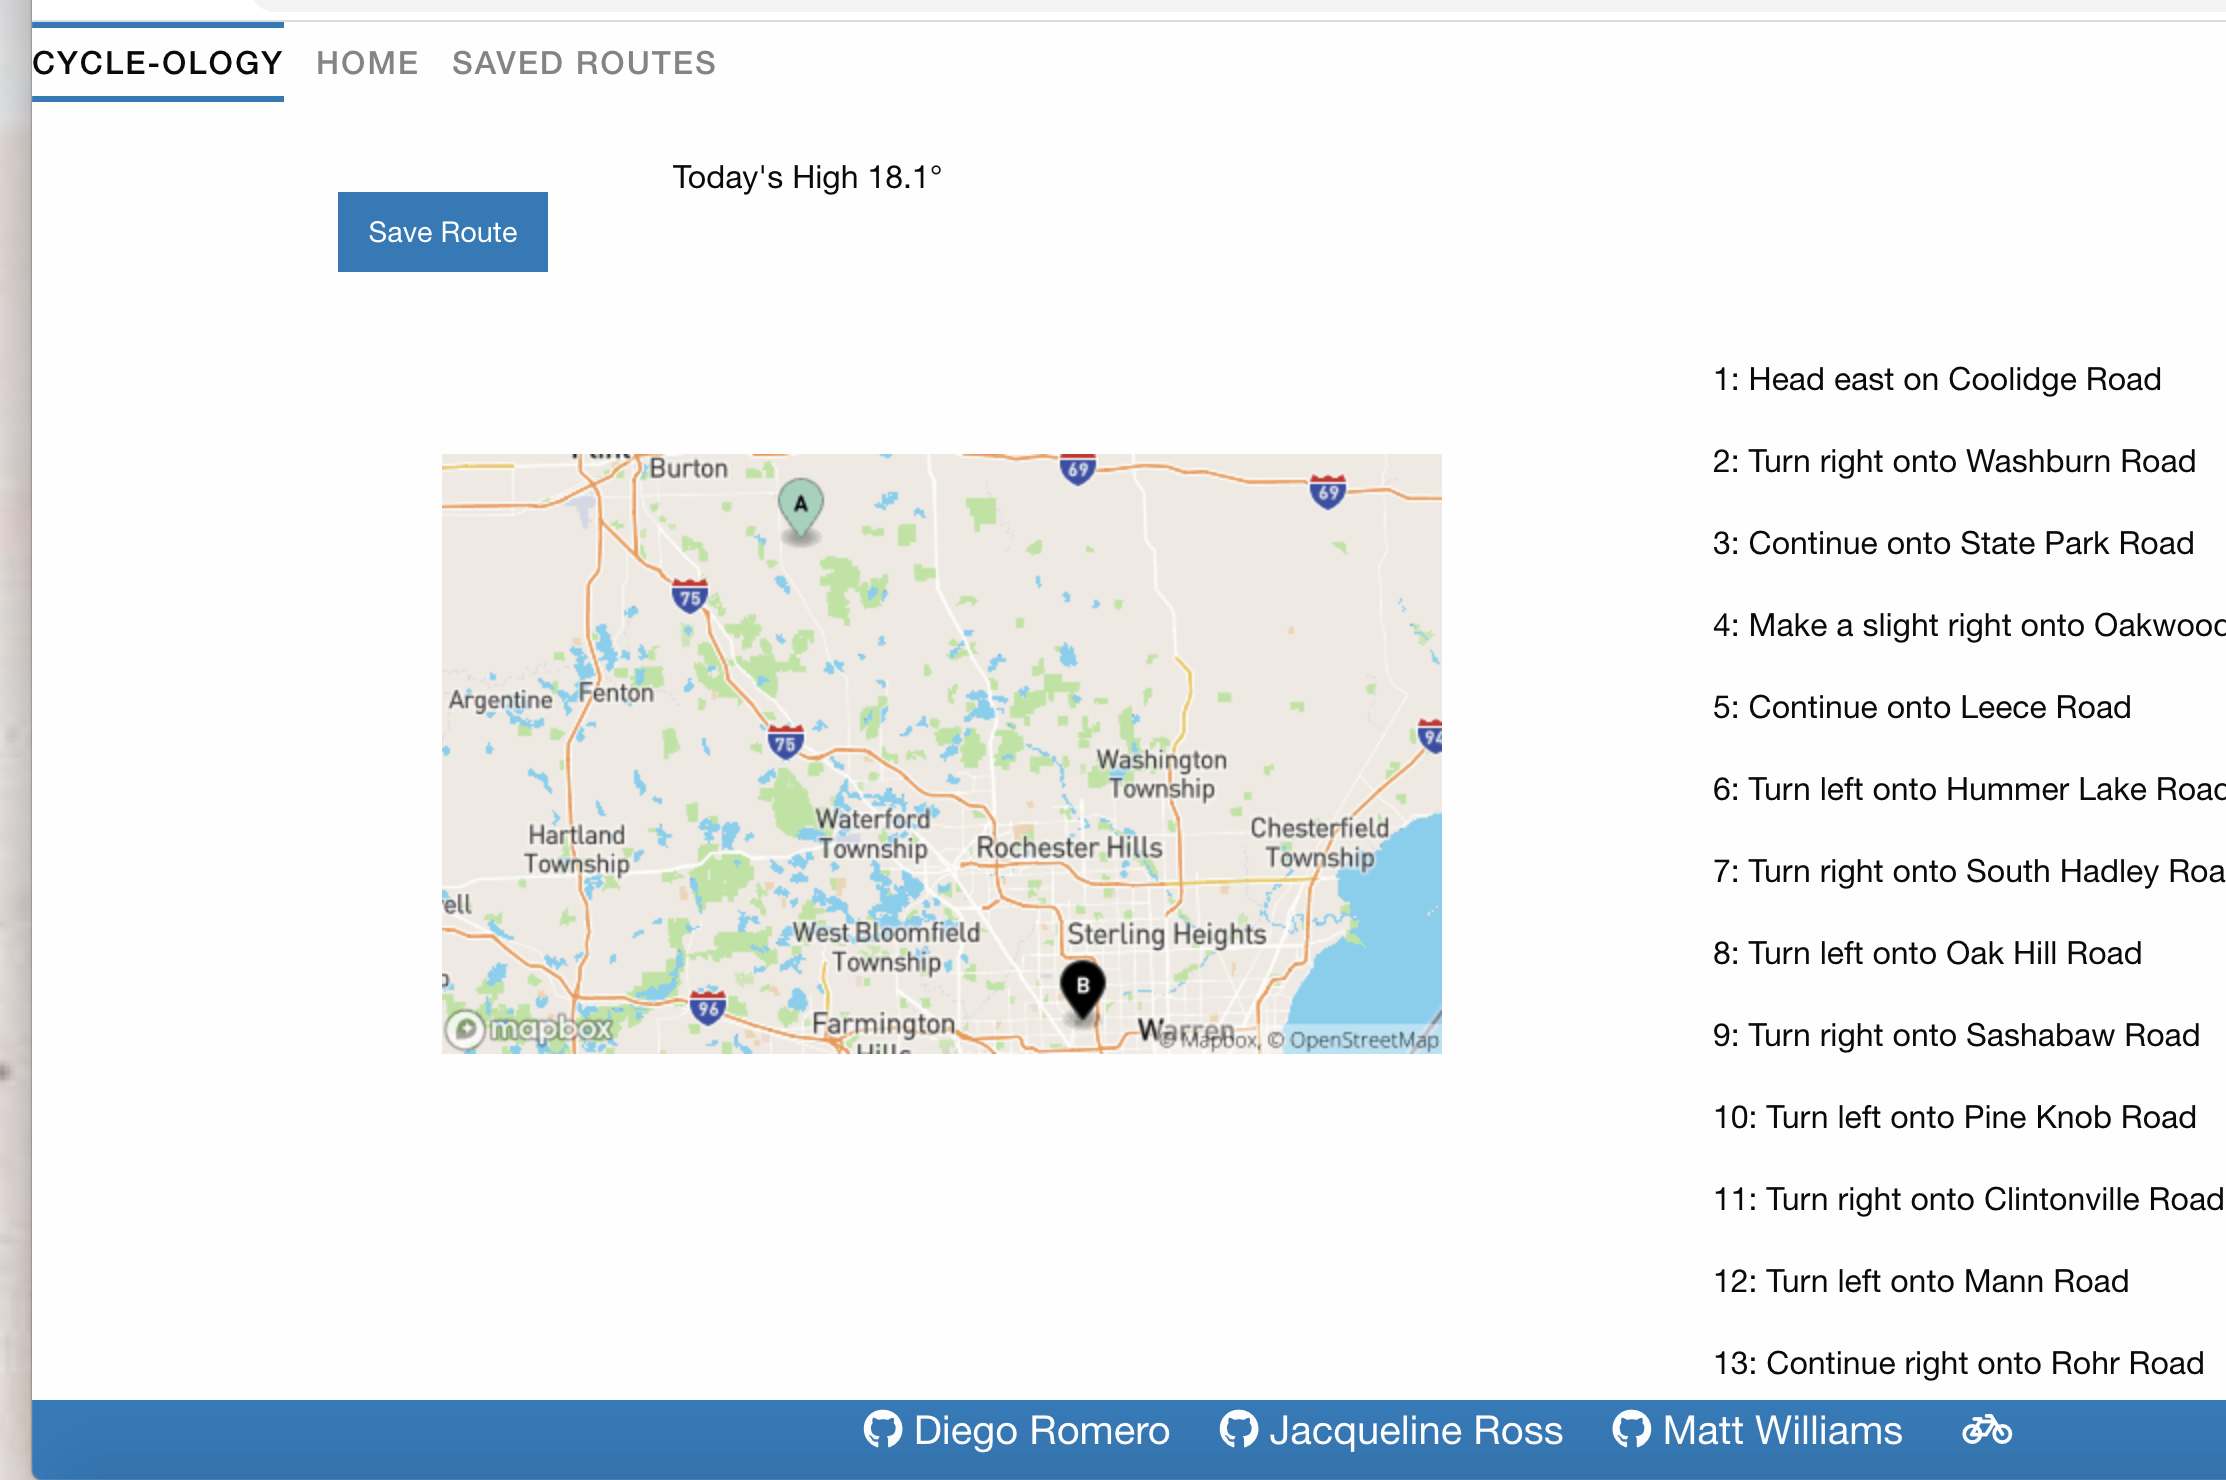 CYCLE-OLOGY HOME SAVED ROUTES
Today's High 18.1°
Save Route
1: Head east on Coolidge Road
2: Turn right onto Washburn Road
3: Continue onto State Park Road
4: Make a slight right onto
5: Continue onto Leece Road
6: Turn left onto Hummer Lake Road
7: Turn right onto South Hadley
8: Turn left onto Oak Hill Road
9: Turn right onto Sashabaw Road
10: Turn left onto Pine Knob Road
11: Turn right onto Clintonville Road
12: Turn left onto Mann Road
13: Continue right onto Rohr Road
Burton
69
69
A
75
Argentine
Fenton
75
94
Washington
Township
Waterford
Township
Rochester Hills
Chesterfield
Township
Hartland
Township
ell
West Bloomfield
Township
Sterling Heights
B
96
Farmington
Hills
Warren
mapbox
© Mapbox, © OpenStreetMap
Diego Romero
Jacqueline Ross
Matt Williams